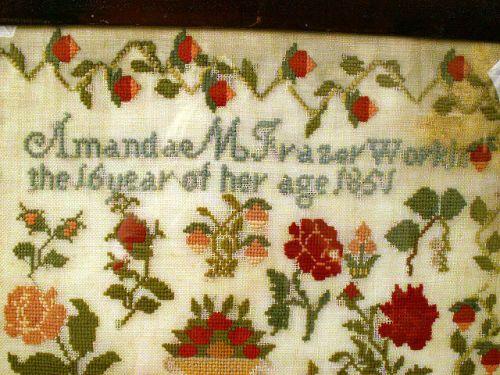 Amandae M Frazer Work in
the 16 year of her age 1851